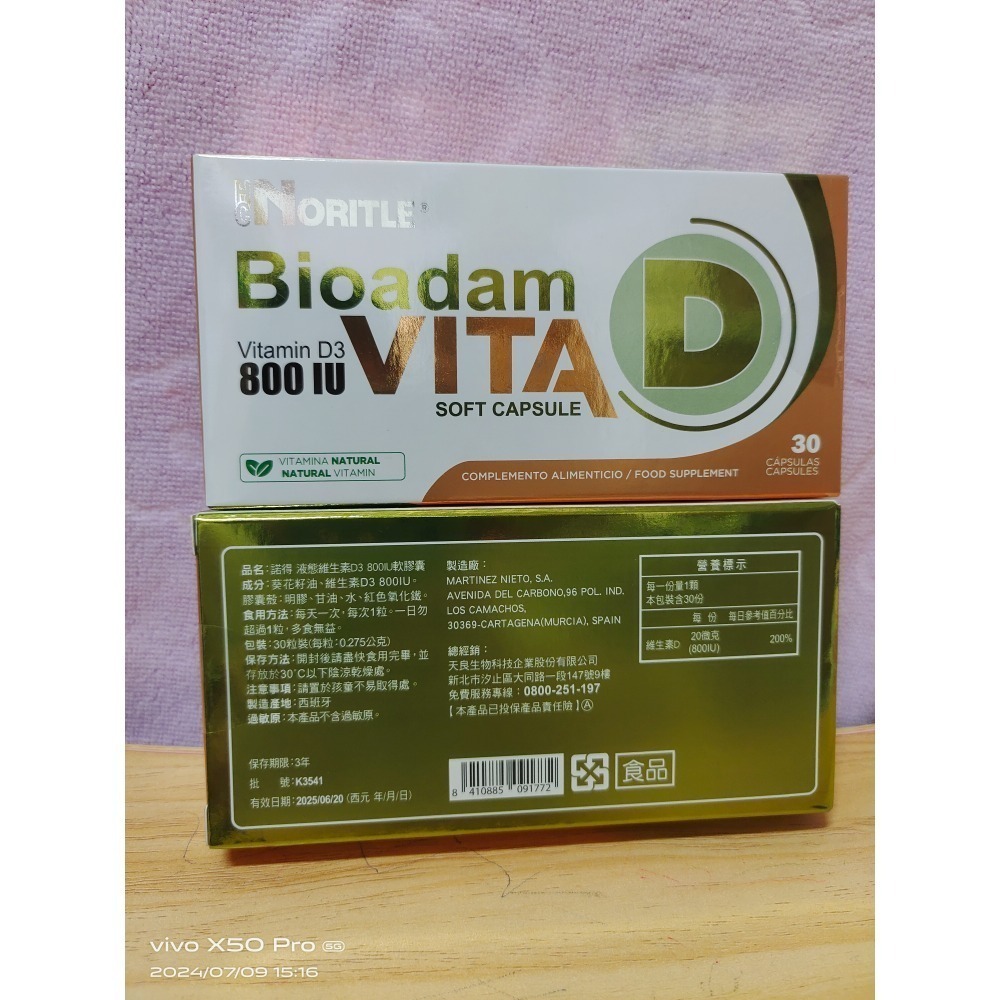 NORITLE®
Bioadam
Vitamin D3
800 IU
VITA
D
SOFT CAPSULE
VITAMINA NATURAL
NATURAL VITAMIN
COMPLEMENTO ALIMENTICIO / FOOD SUPPLEMENT
30
CÁPSULAS
CAPSULES
品名:諾得 液態維生素D3 800IU軟膠囊
成分:葵花籽油、維生素D3 800IU。
膠囊殼:明膠、甘油、水、紅色氧化鐵。
食用方法:每天一次,每次1粒。一日勿
超過1粒,多食無益。
包裝:30粒裝(每粒:0.275公克)
保存方法:開封後請盡快食用完畢,並
存放於30°C以下陰涼乾燥處。
注意事項:請置於孩童不易取得處。
製造產地:西班牙
過敏原:本產品不含過敏原。
保存期限:3年
批 號:K3541
有效日期:2025/06/20 (西元 年/月/日)
製造廠:
MARTINEZ NIETO, S.A.
AVENIDA DEL CARBONO,96 POL. IND.
LOS CAMACHOS,
30369-CARTAGENA(MURCIA), SPAIN
總經銷:
天良生物科技企業股份有限公司
新北市汐止區大同路一段147號9樓
免費服務專線:0800-251-197
【本產品已投保產品責任險】Ⓐ
8 410885 091772
食品
營養標示
每一份量1顆
本包裝含30份
每 份 每日參考值百分比
維生素D 20微克 200%
(800IU)
vivo X50 Pro 5G
2024/07/09 15:16